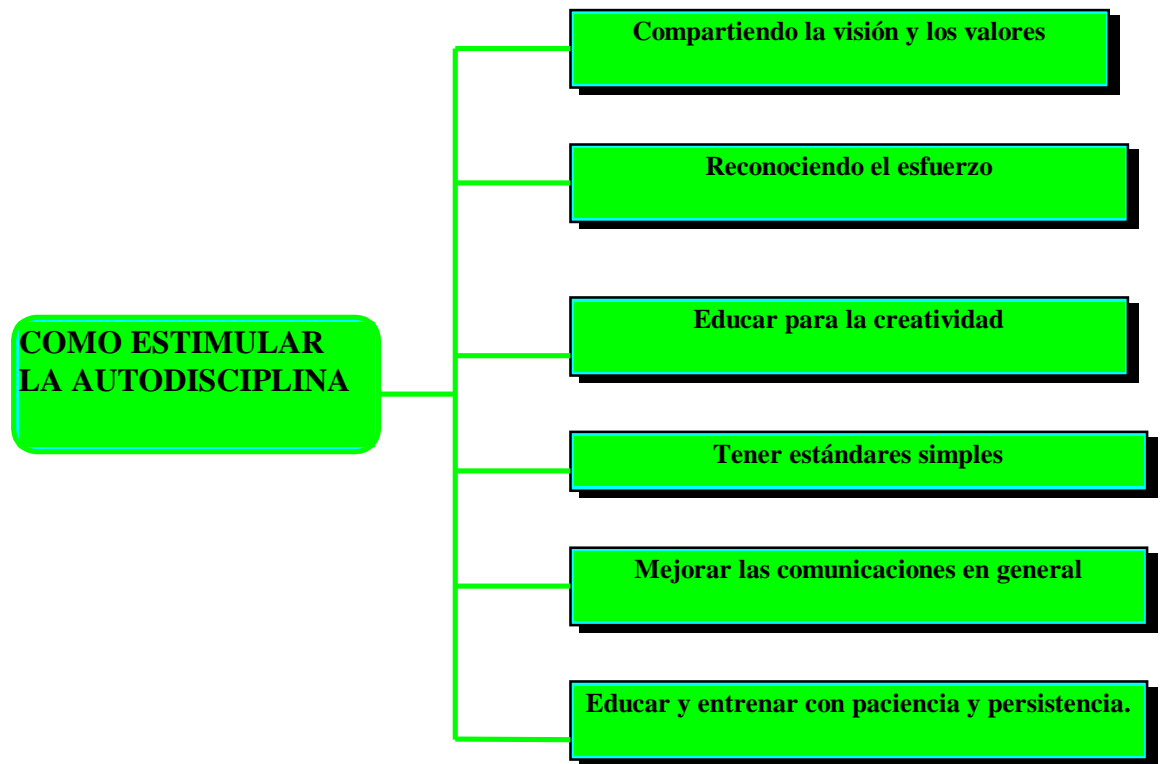 Compartiendo la visión y los valores
Reconociendo el esfuerzo
Educar para la creatividad
COMO ESTIMULAR
LA AUTODISCIPLINA
Tener estándares simples
Mejorar las comunicaciones en general
Educar y entrenar con paciencia y persistencia.